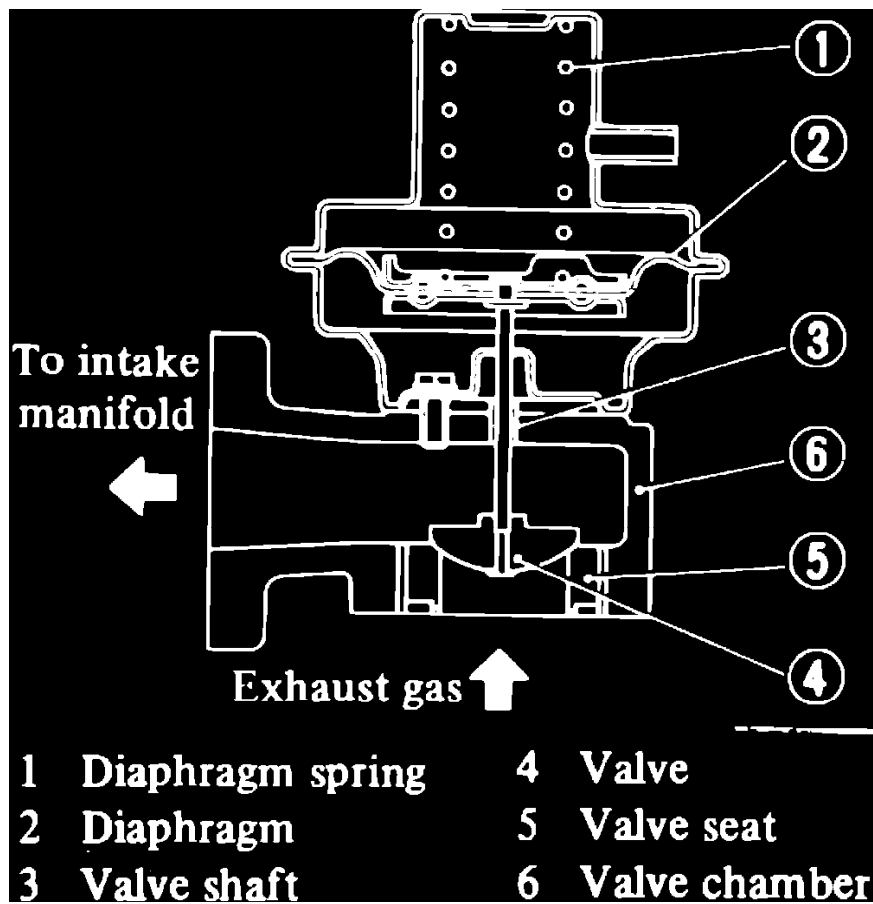 1
2
To intake
manifold
3
6
5
Exhaust gas
4
1 Diaphragm spring
2 Diaphragm
3 Valve shaft
4 Valve
5 Valve seat
6 Valve chamber